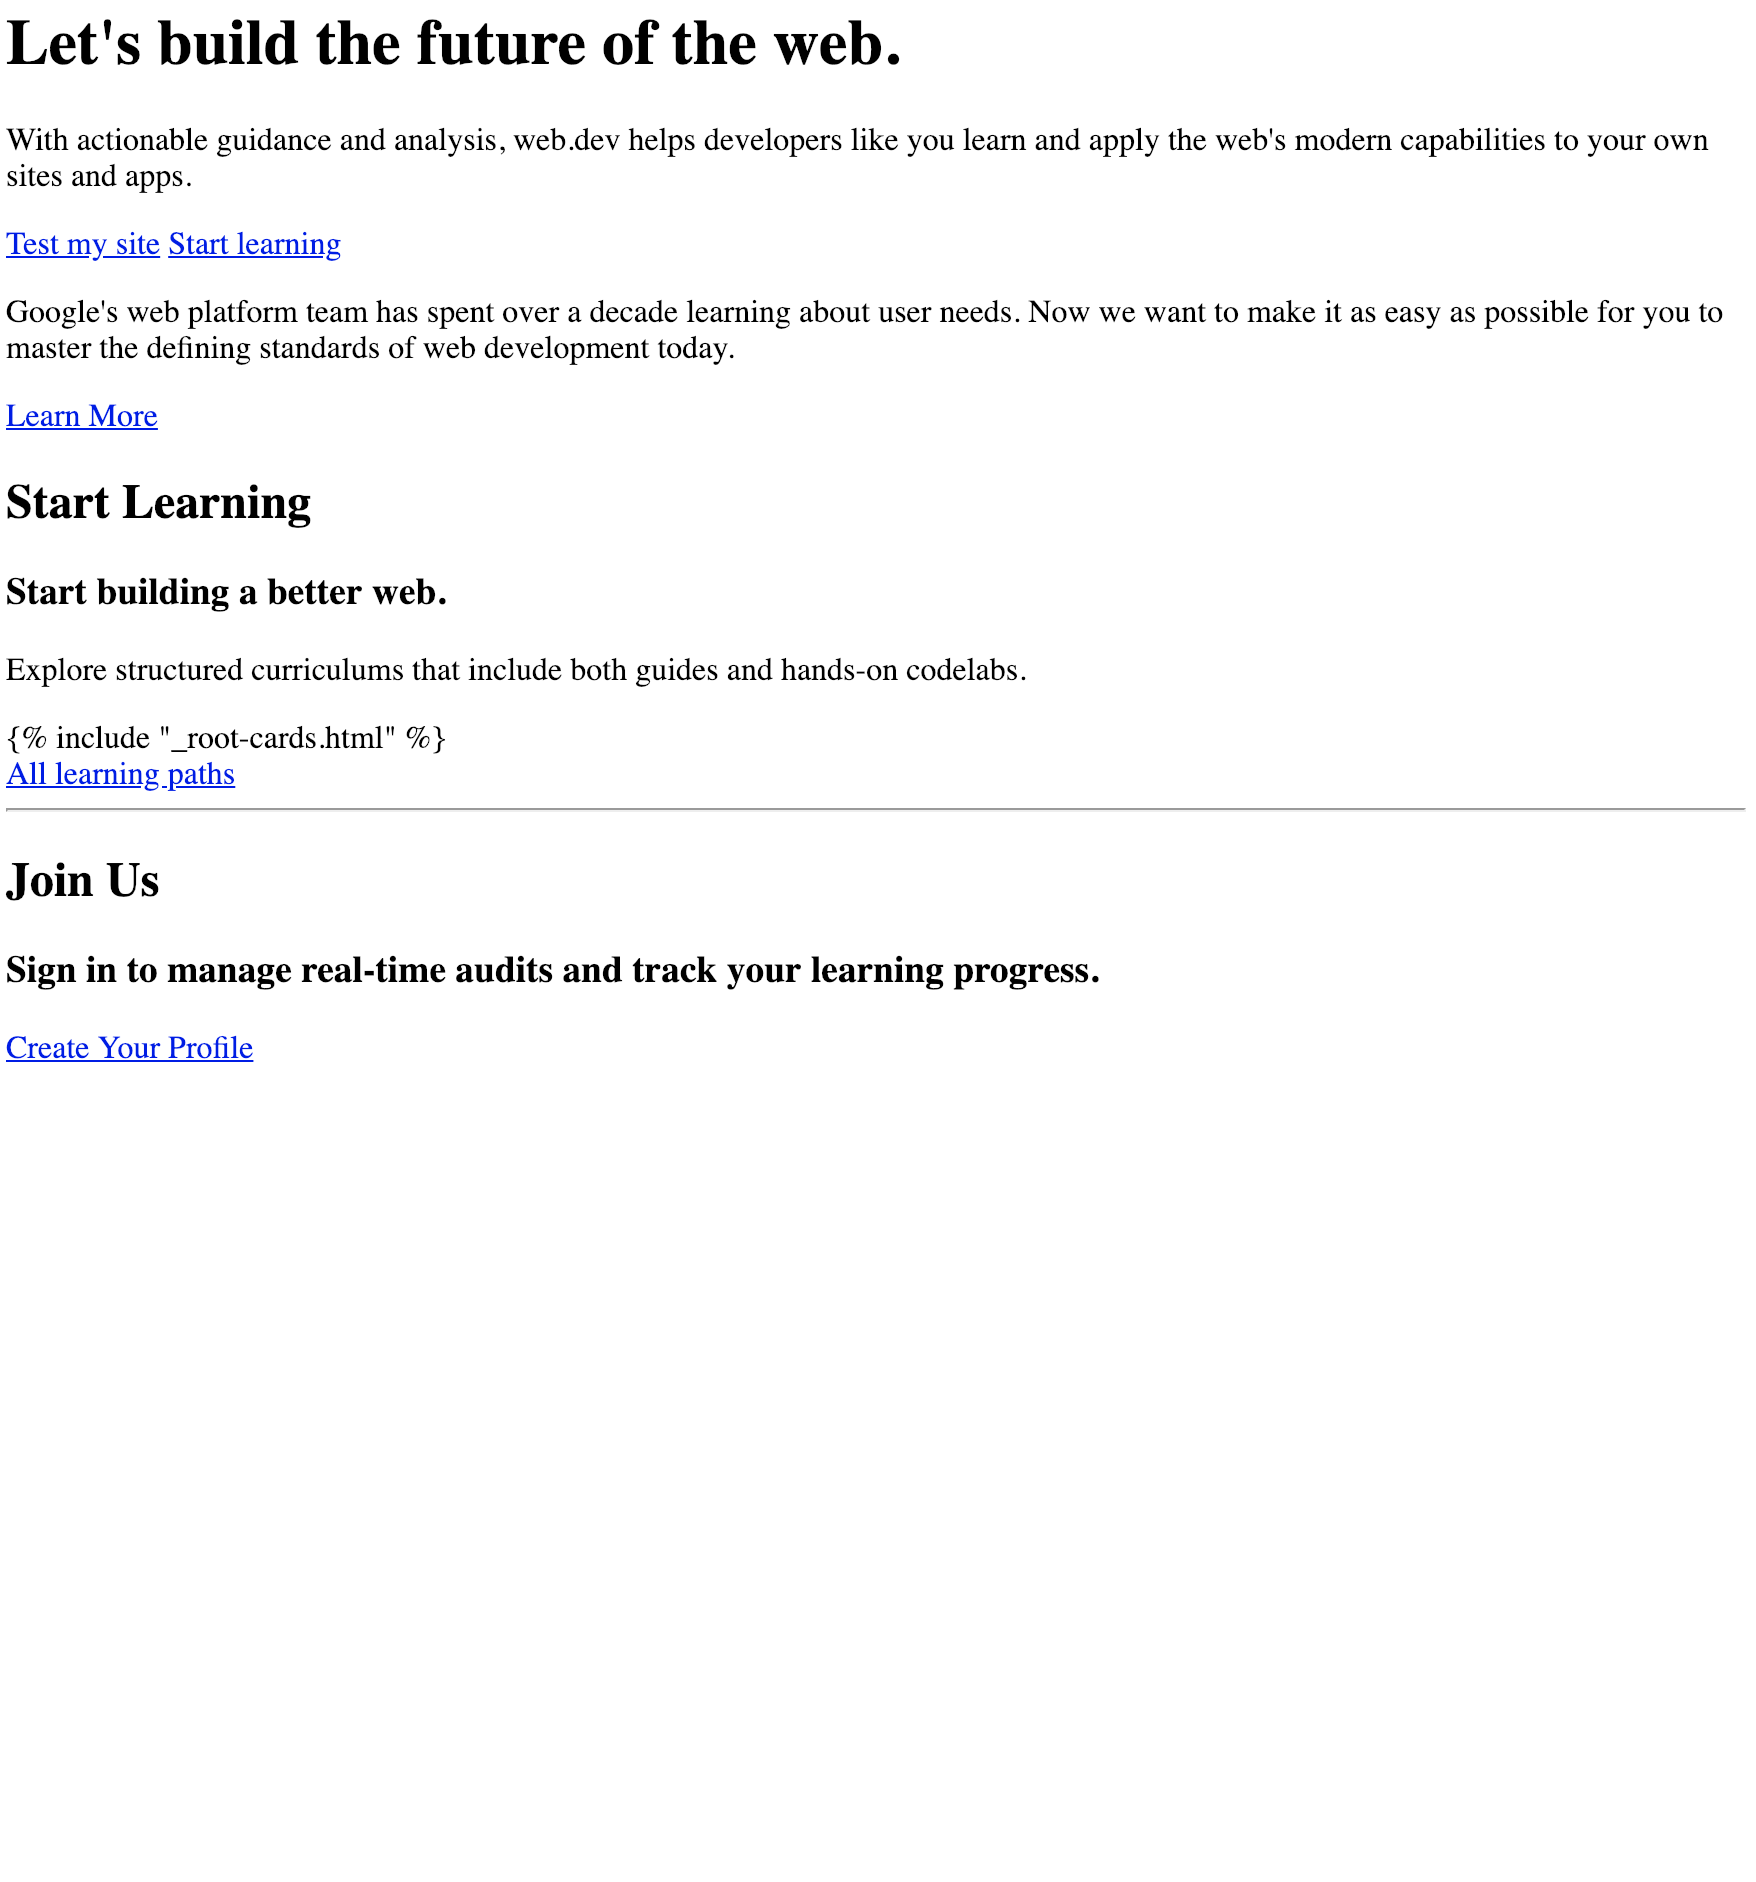 Let's build the future of the web.
With actionable guidance and analysis, web.dev helps developers like you learn and apply the web's modern capabilities to your own
sites and apps.
Test my site Start learning
Google's web platform team has spent over a decade learning about user needs. Now we want to make it as easy as possible for you to
master the defining standards of web development today.
Learn More
Start Learning
Start building a better web.
Explore structured curriculums that include both guides and hands-on codelabs.
{% include "_root-cards.html" %}
All learning paths
Join Us
Sign in to manage real-time audits and track your learning progress.
Create Your Profile